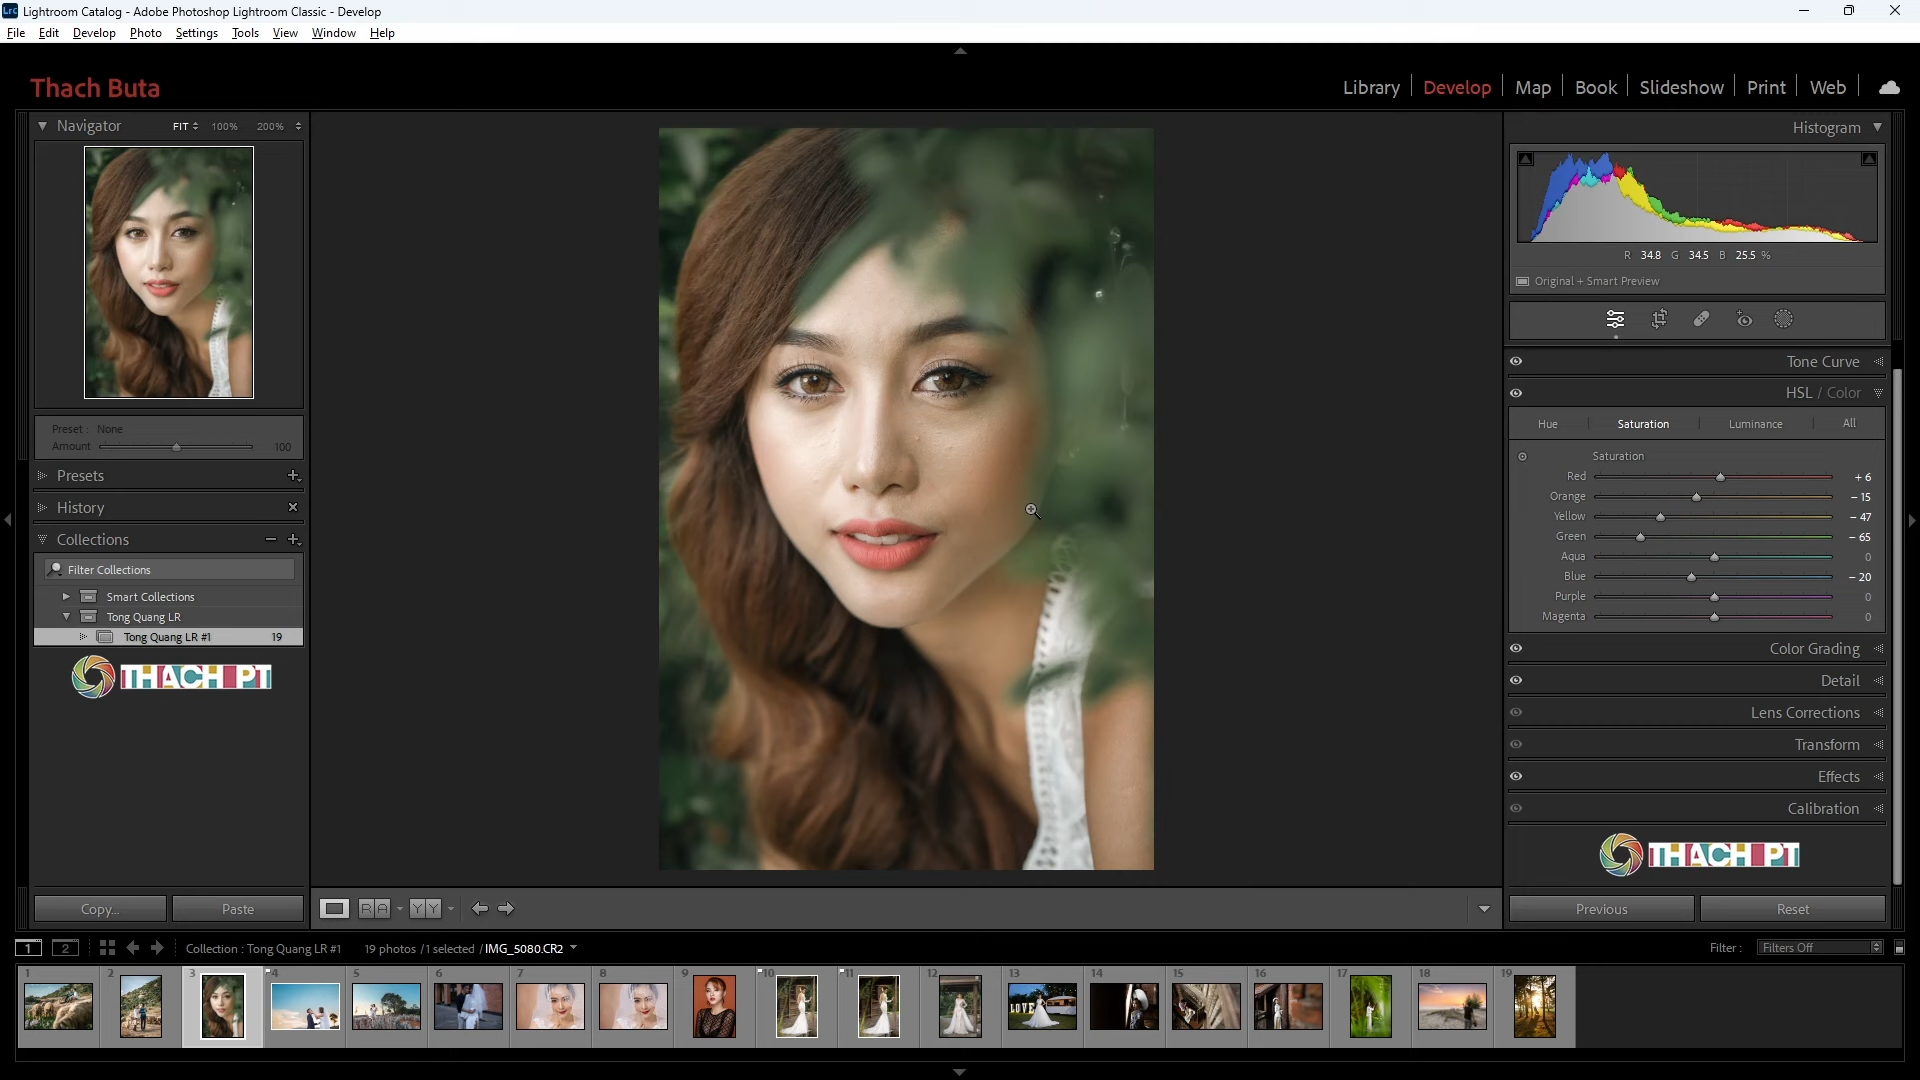 Lrc Lightroom Catalog - Adobe Photoshop Lightroom Classic - Develop
File Edit Develop Photo Settings Tools View Window Help
Thach Buta
Library Develop Map Book Slideshow Print Web
Navigator FIT 100% 200%
Preset : None
Amount 100
Presets
History
Collections
Filter Collections
Smart Collections
Tong Quang LR
Tong Quang LR #1 19
THACH PT
Copy... Paste
Histogram
R 34.8 G 34.5 B 25.5 %
Original + Smart Preview
Tone Curve
HSL / Color
Hue Saturation Luminance All
Saturation
Red + 6
Orange - 15
Yellow - 47
Green - 65
Aqua 0
Blue - 20
Purple 0
Magenta 0
Color Grading
Detail
Lens Corrections
Transform
Effects
Calibration
THACH PT
Previous Reset
R A Y Y
1 2 Collection : Tong Quang LR #1 19 photos / 1 selected / IMG_5080.CR2 Filter : Filters Off
1 2 3 4 5 6 7 8 9 10 11 12 13 14 15 16 17 18 19
LOVE